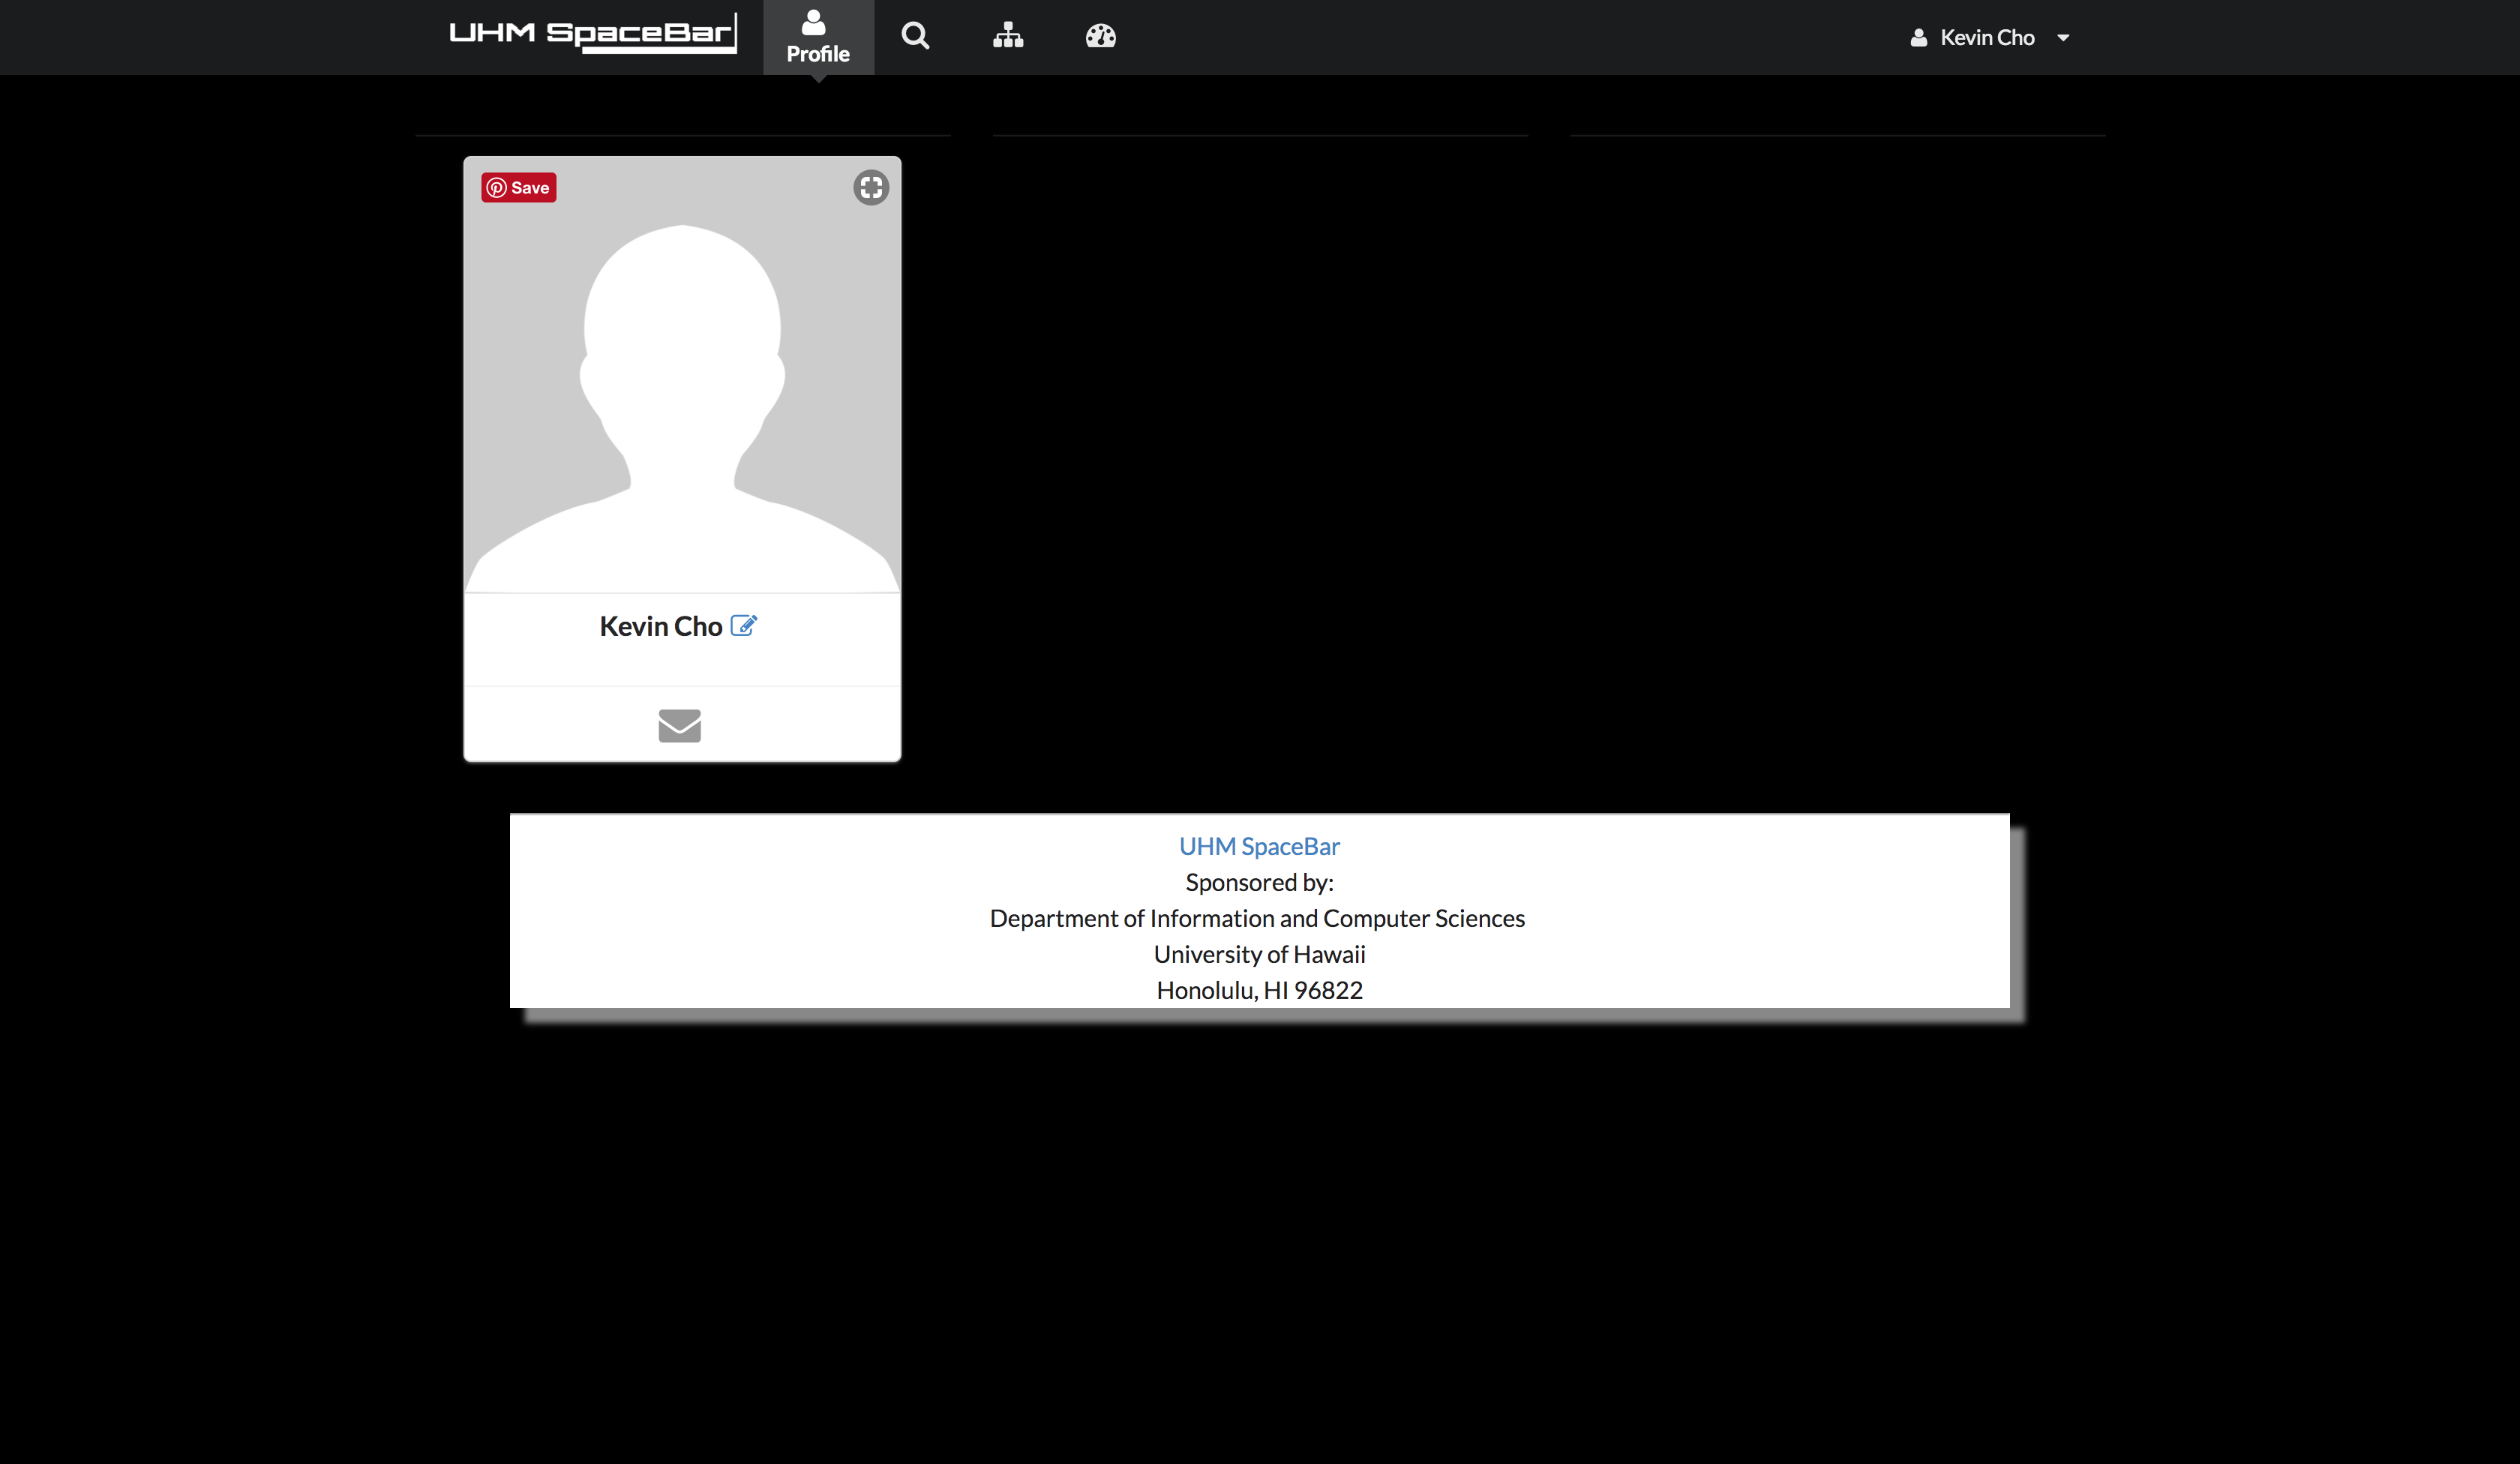 UHM SpaceBar
Profile
Kevin Cho
Save
Kevin Cho
UHM SpaceBar
Sponsored by:
Department of Information and Computer Sciences
University of Hawaii
Honolulu, HI 96822